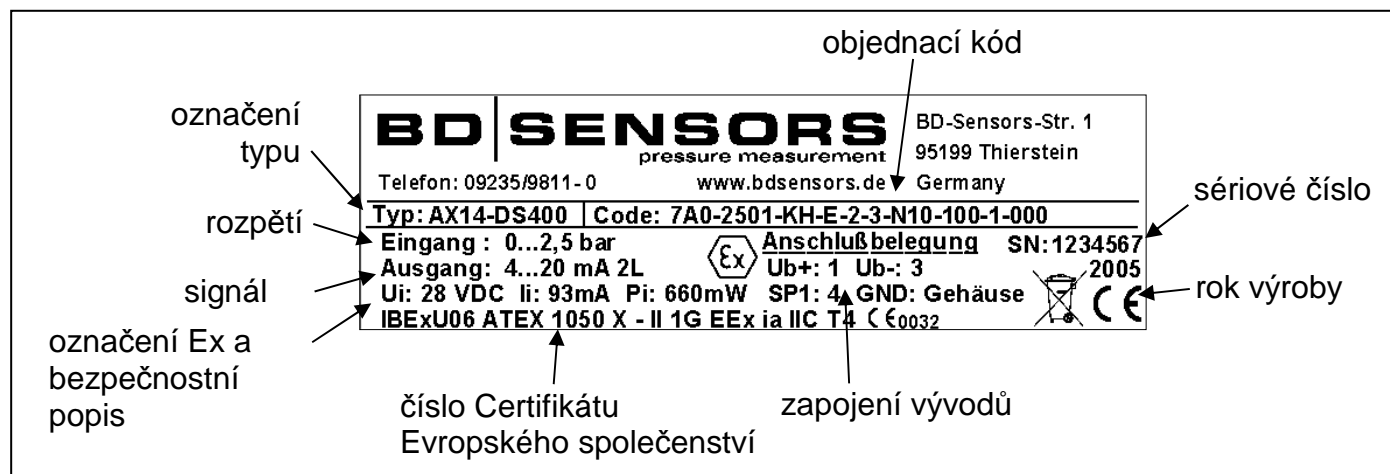 objednací kód
označení
typu
BD SENSORS
pressure measurement
BD-Sensors-Str. 1
95199 Thierstein
Telefon: 09235/9811-0 www.bdsensors.de Germany
sériové číslo
rozpětí
Typ: AX14-DS400 Code: 7A0-2501-KH-E-2-3-N10-100-1-000
Eingang : 0...2,5 bar Ex Anschlußbelegung SN:1234567
Ausgang: 4...20 mA 2L Ub+: 1 Ub-: 3 2005
signál
Ui: 28 VDC Ii: 93mA Pi: 660mW SP1: 4 GND: Gehäuse CE
rok výroby
IBExU06 ATEX 1050 X - II 1G EEx ia IIC T4 CE0032
označení Ex a
bezpečnostní
popis
číslo Certifikátu
Evropského společenství
zapojení vývodů